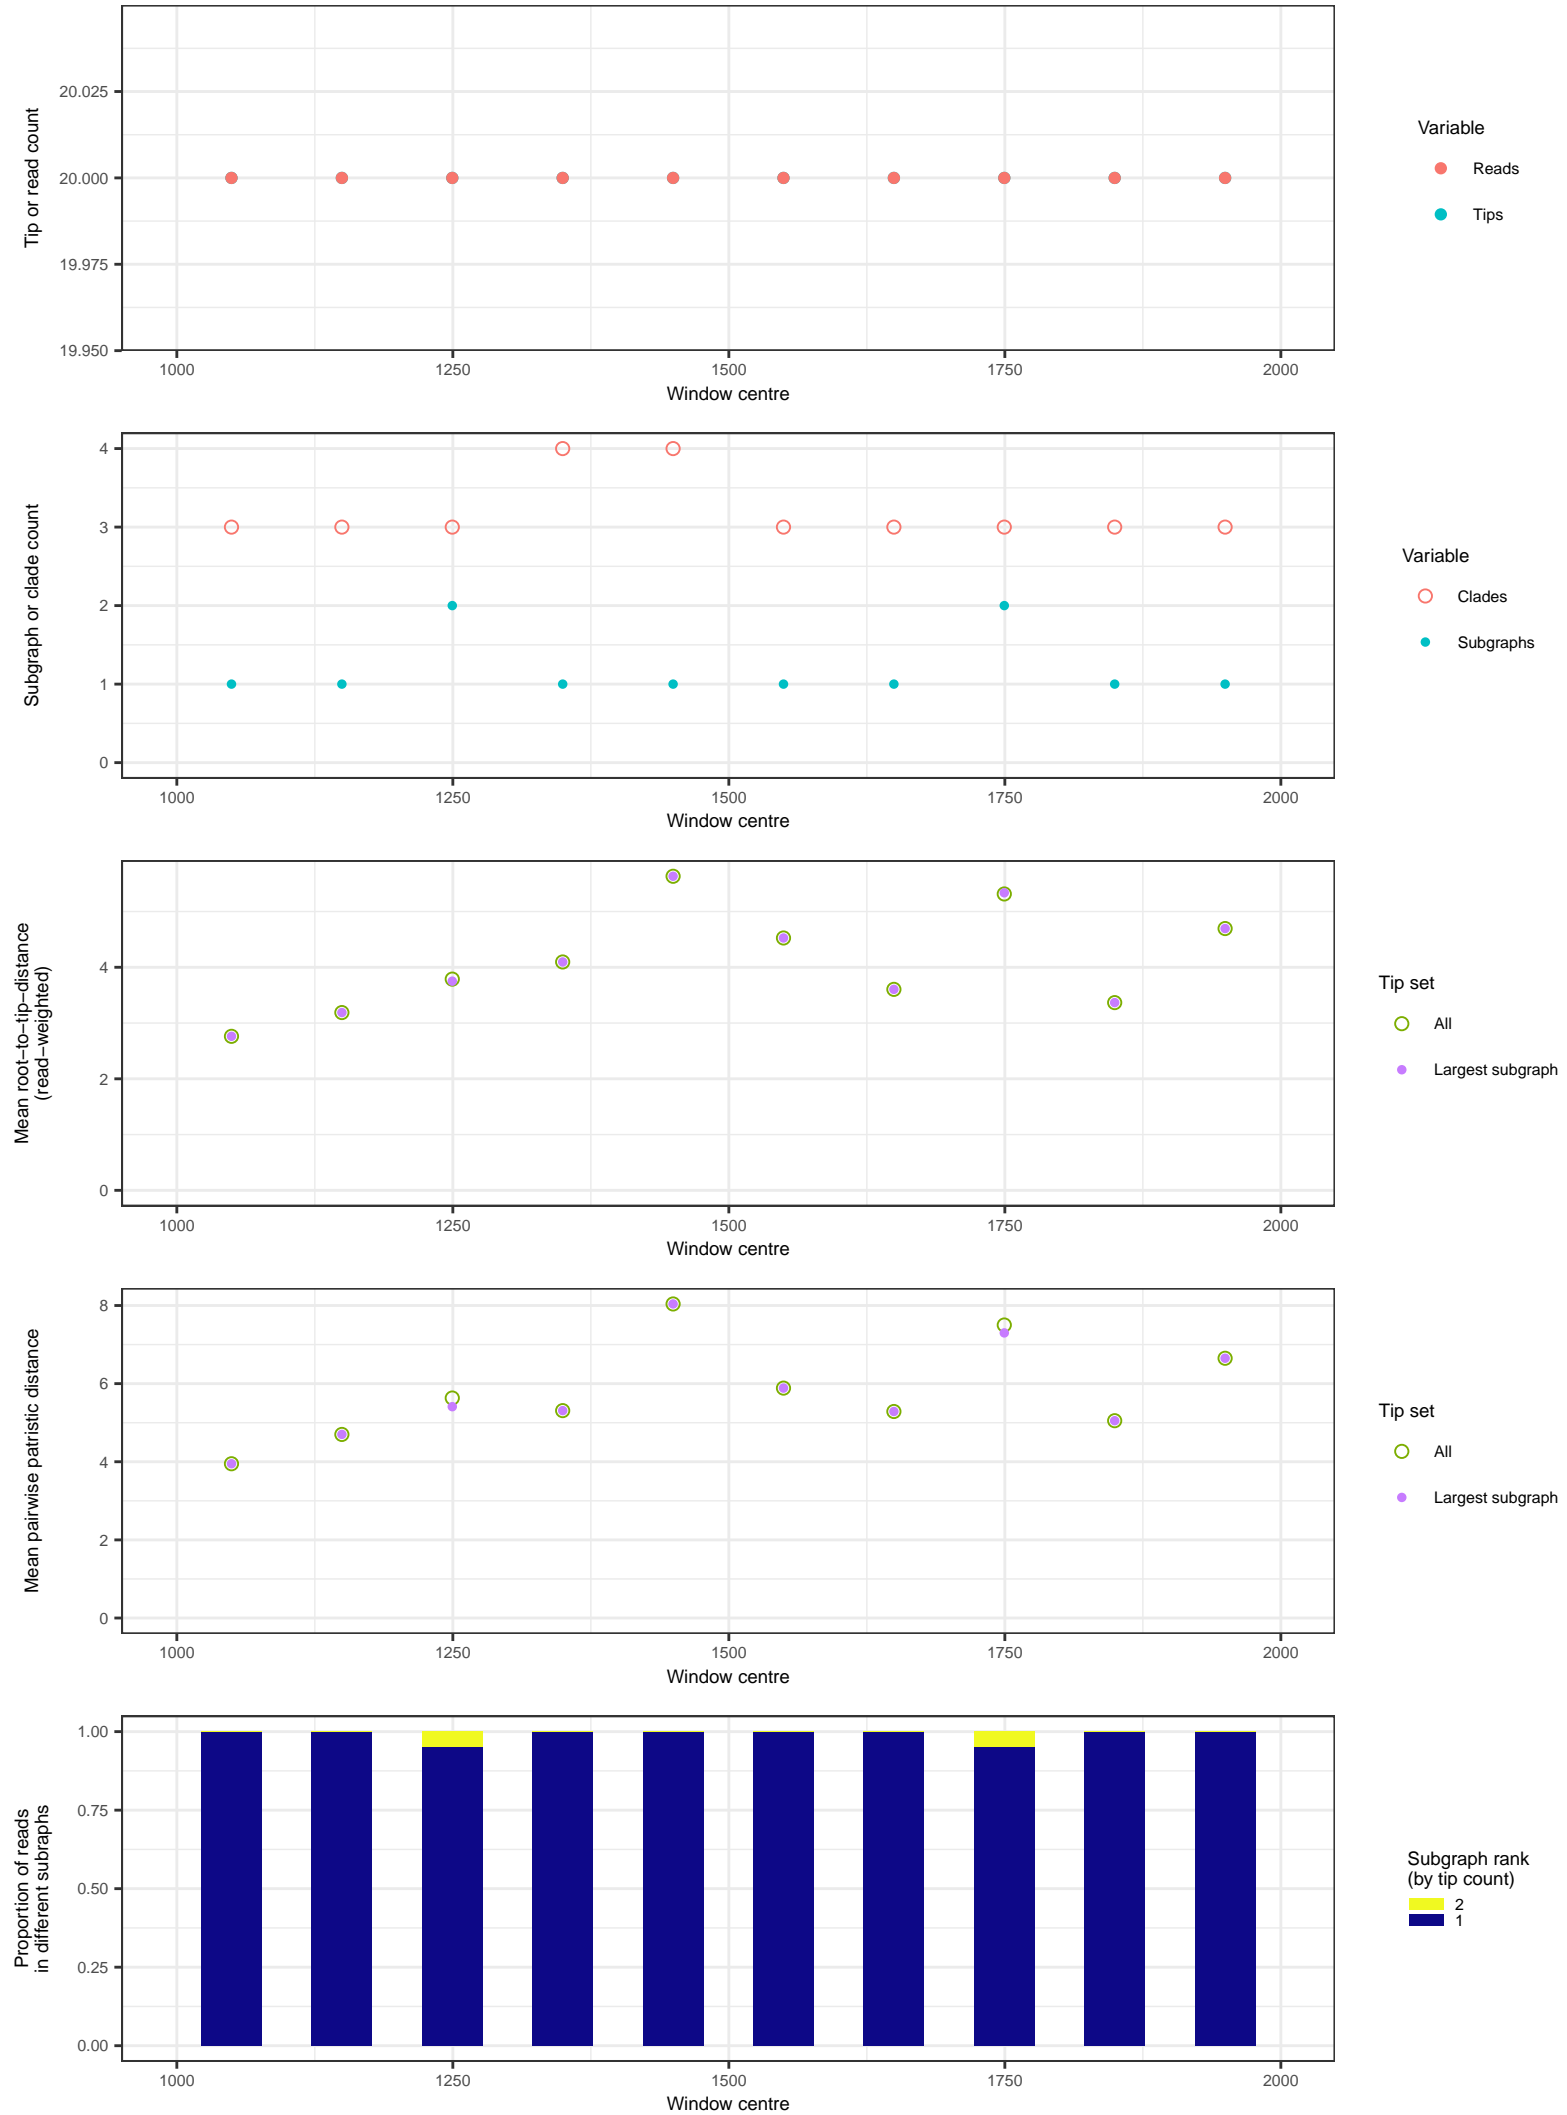 Tip or read count
20.025
20.000
19.975
19.950
1000 1250 1500 1750 2000
Window centre
Variable
Reads
Tips
Subgraph or clade count
4
3
2
1
0
1000 1250 1500 1750 2000
Window centre
Variable
Clades
Subgraphs
Mean root−to−tip−distance
(read−weighted)
4
2
0
1000 1250 1500 1750 2000
Window centre
Tip set
All
Largest subgraph
Mean pairwise patristic distance
8
6
4
2
0
1000 1250 1500 1750 2000
Window centre
Tip set
All
Largest subgraph
Proportion of reads
in different subraphs
1.00
0.75
0.50
0.25
0.00
1000 1250 1500 1750 2000
Window centre
Subgraph rank
(by tip count)
2
1